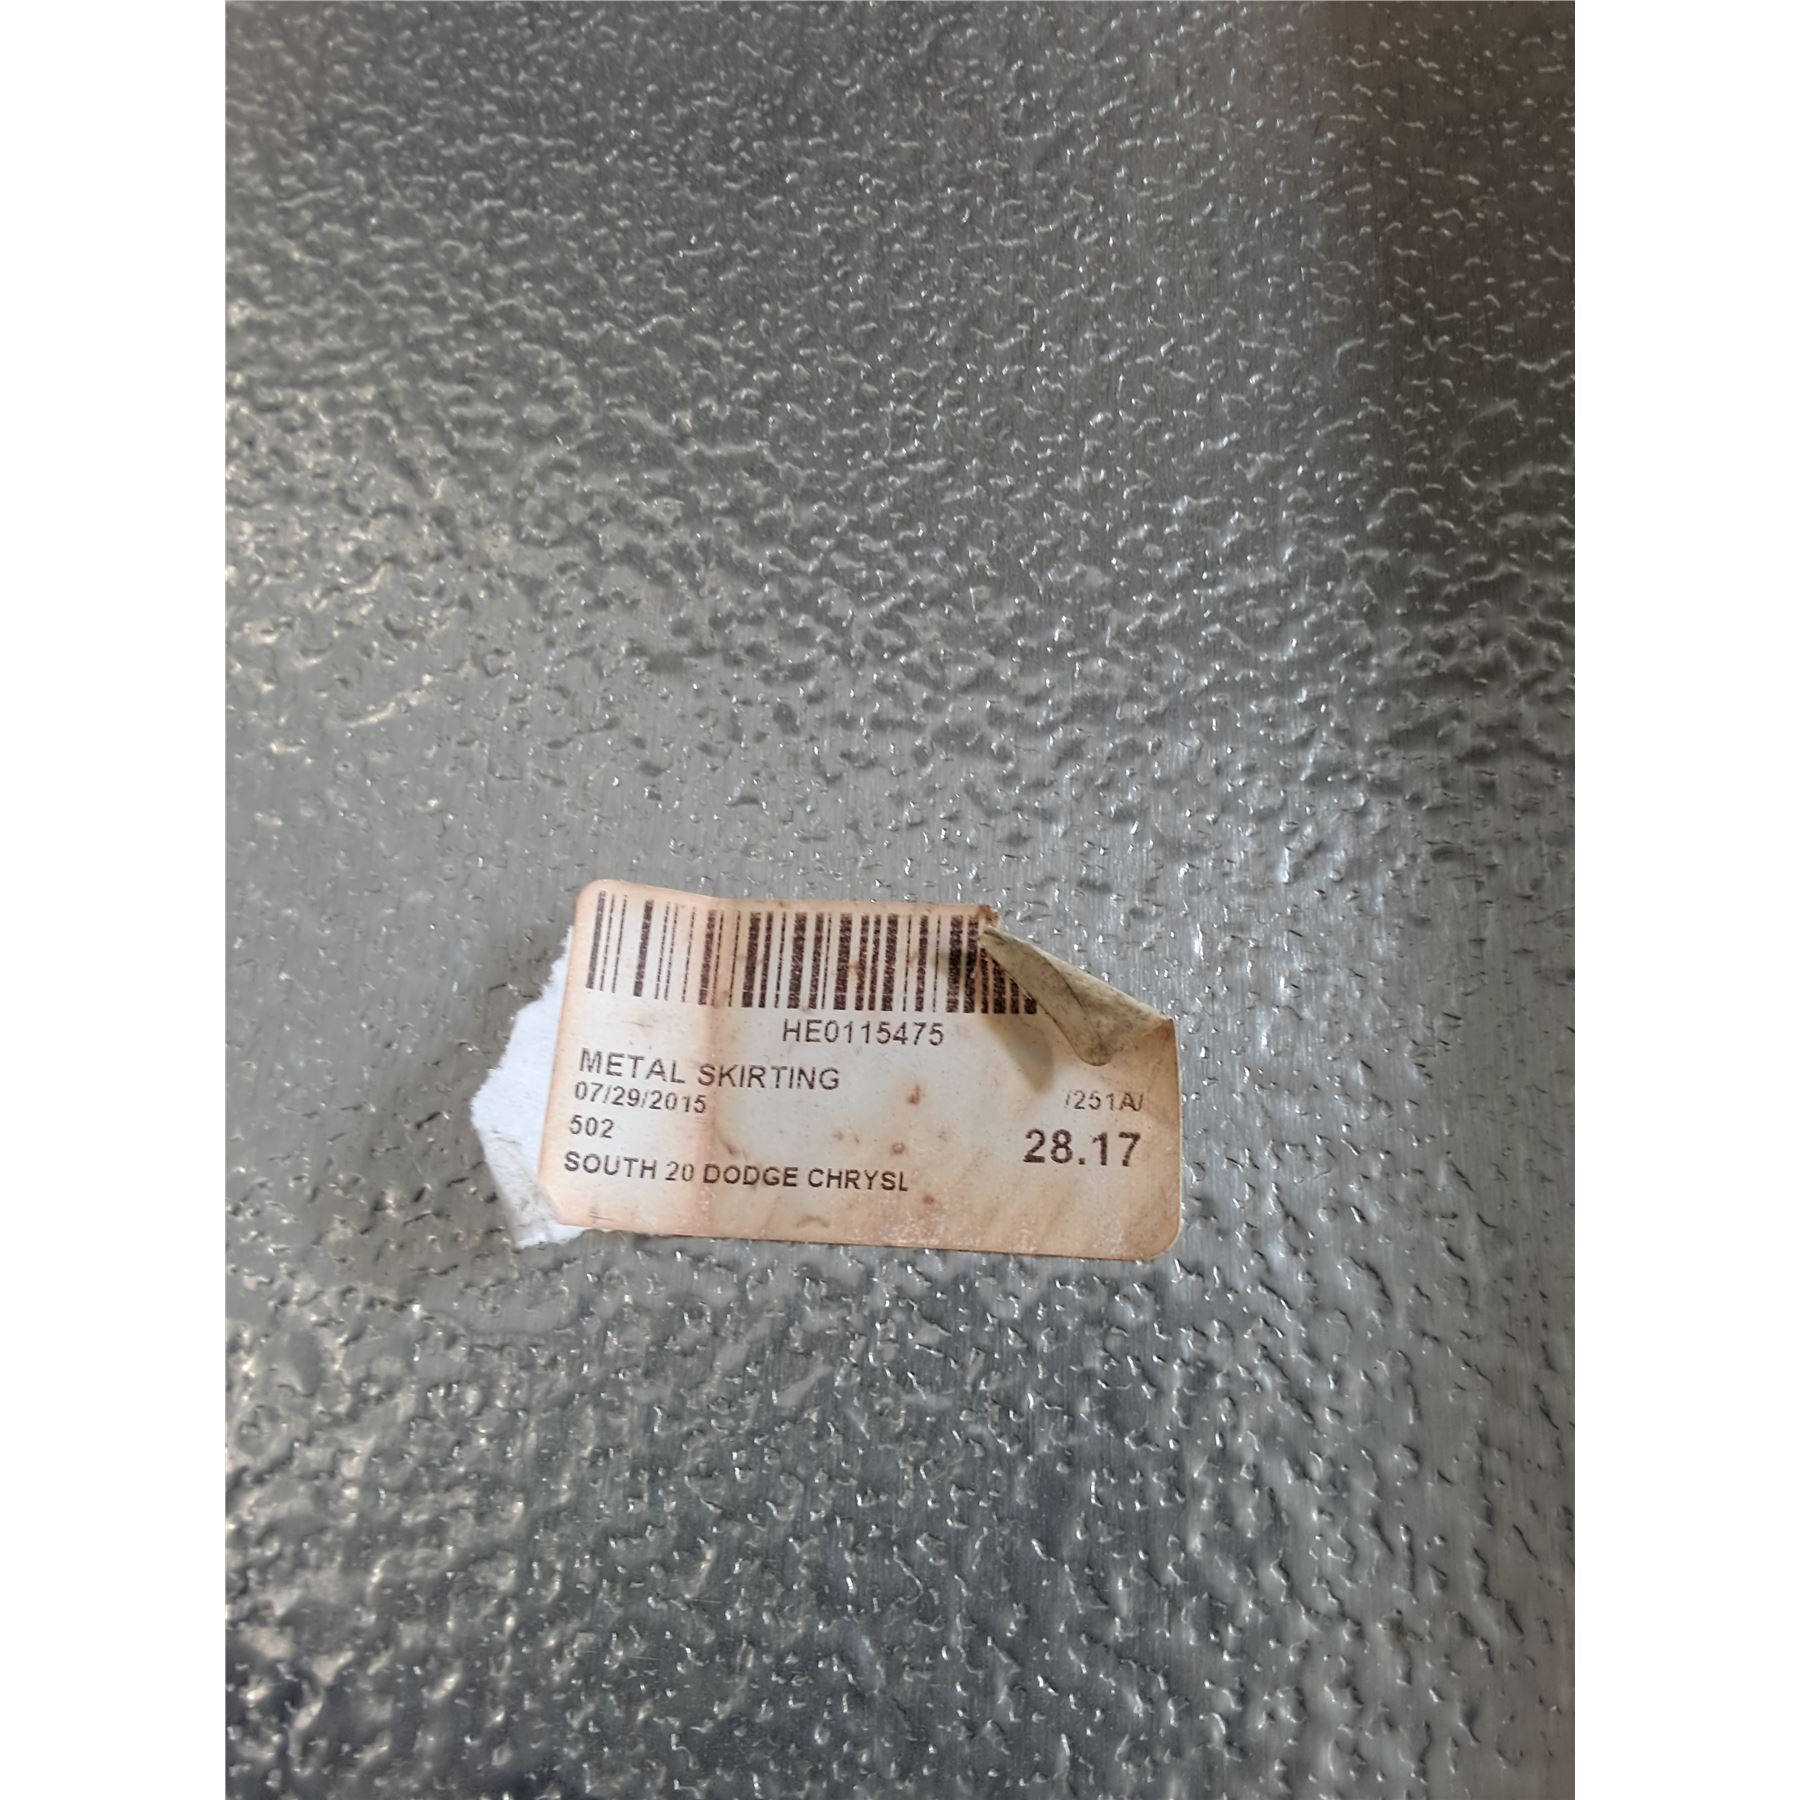 HE0115475
METAL SKIRTING
07/29/2015
/251A/
502
28.17
SOUTH 20 DODGE CHRYSL